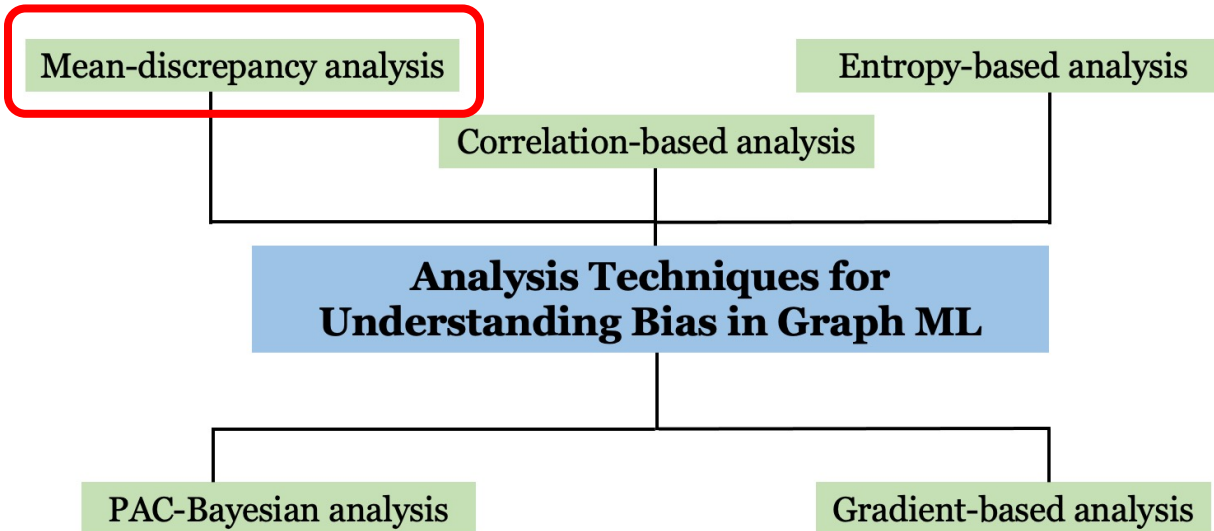 Mean-discrepancy analysis
Entropy-based analysis
Correlation-based analysis
Analysis Techniques for
Understanding Bias in Graph ML
PAC-Bayesian analysis
Gradient-based analysis